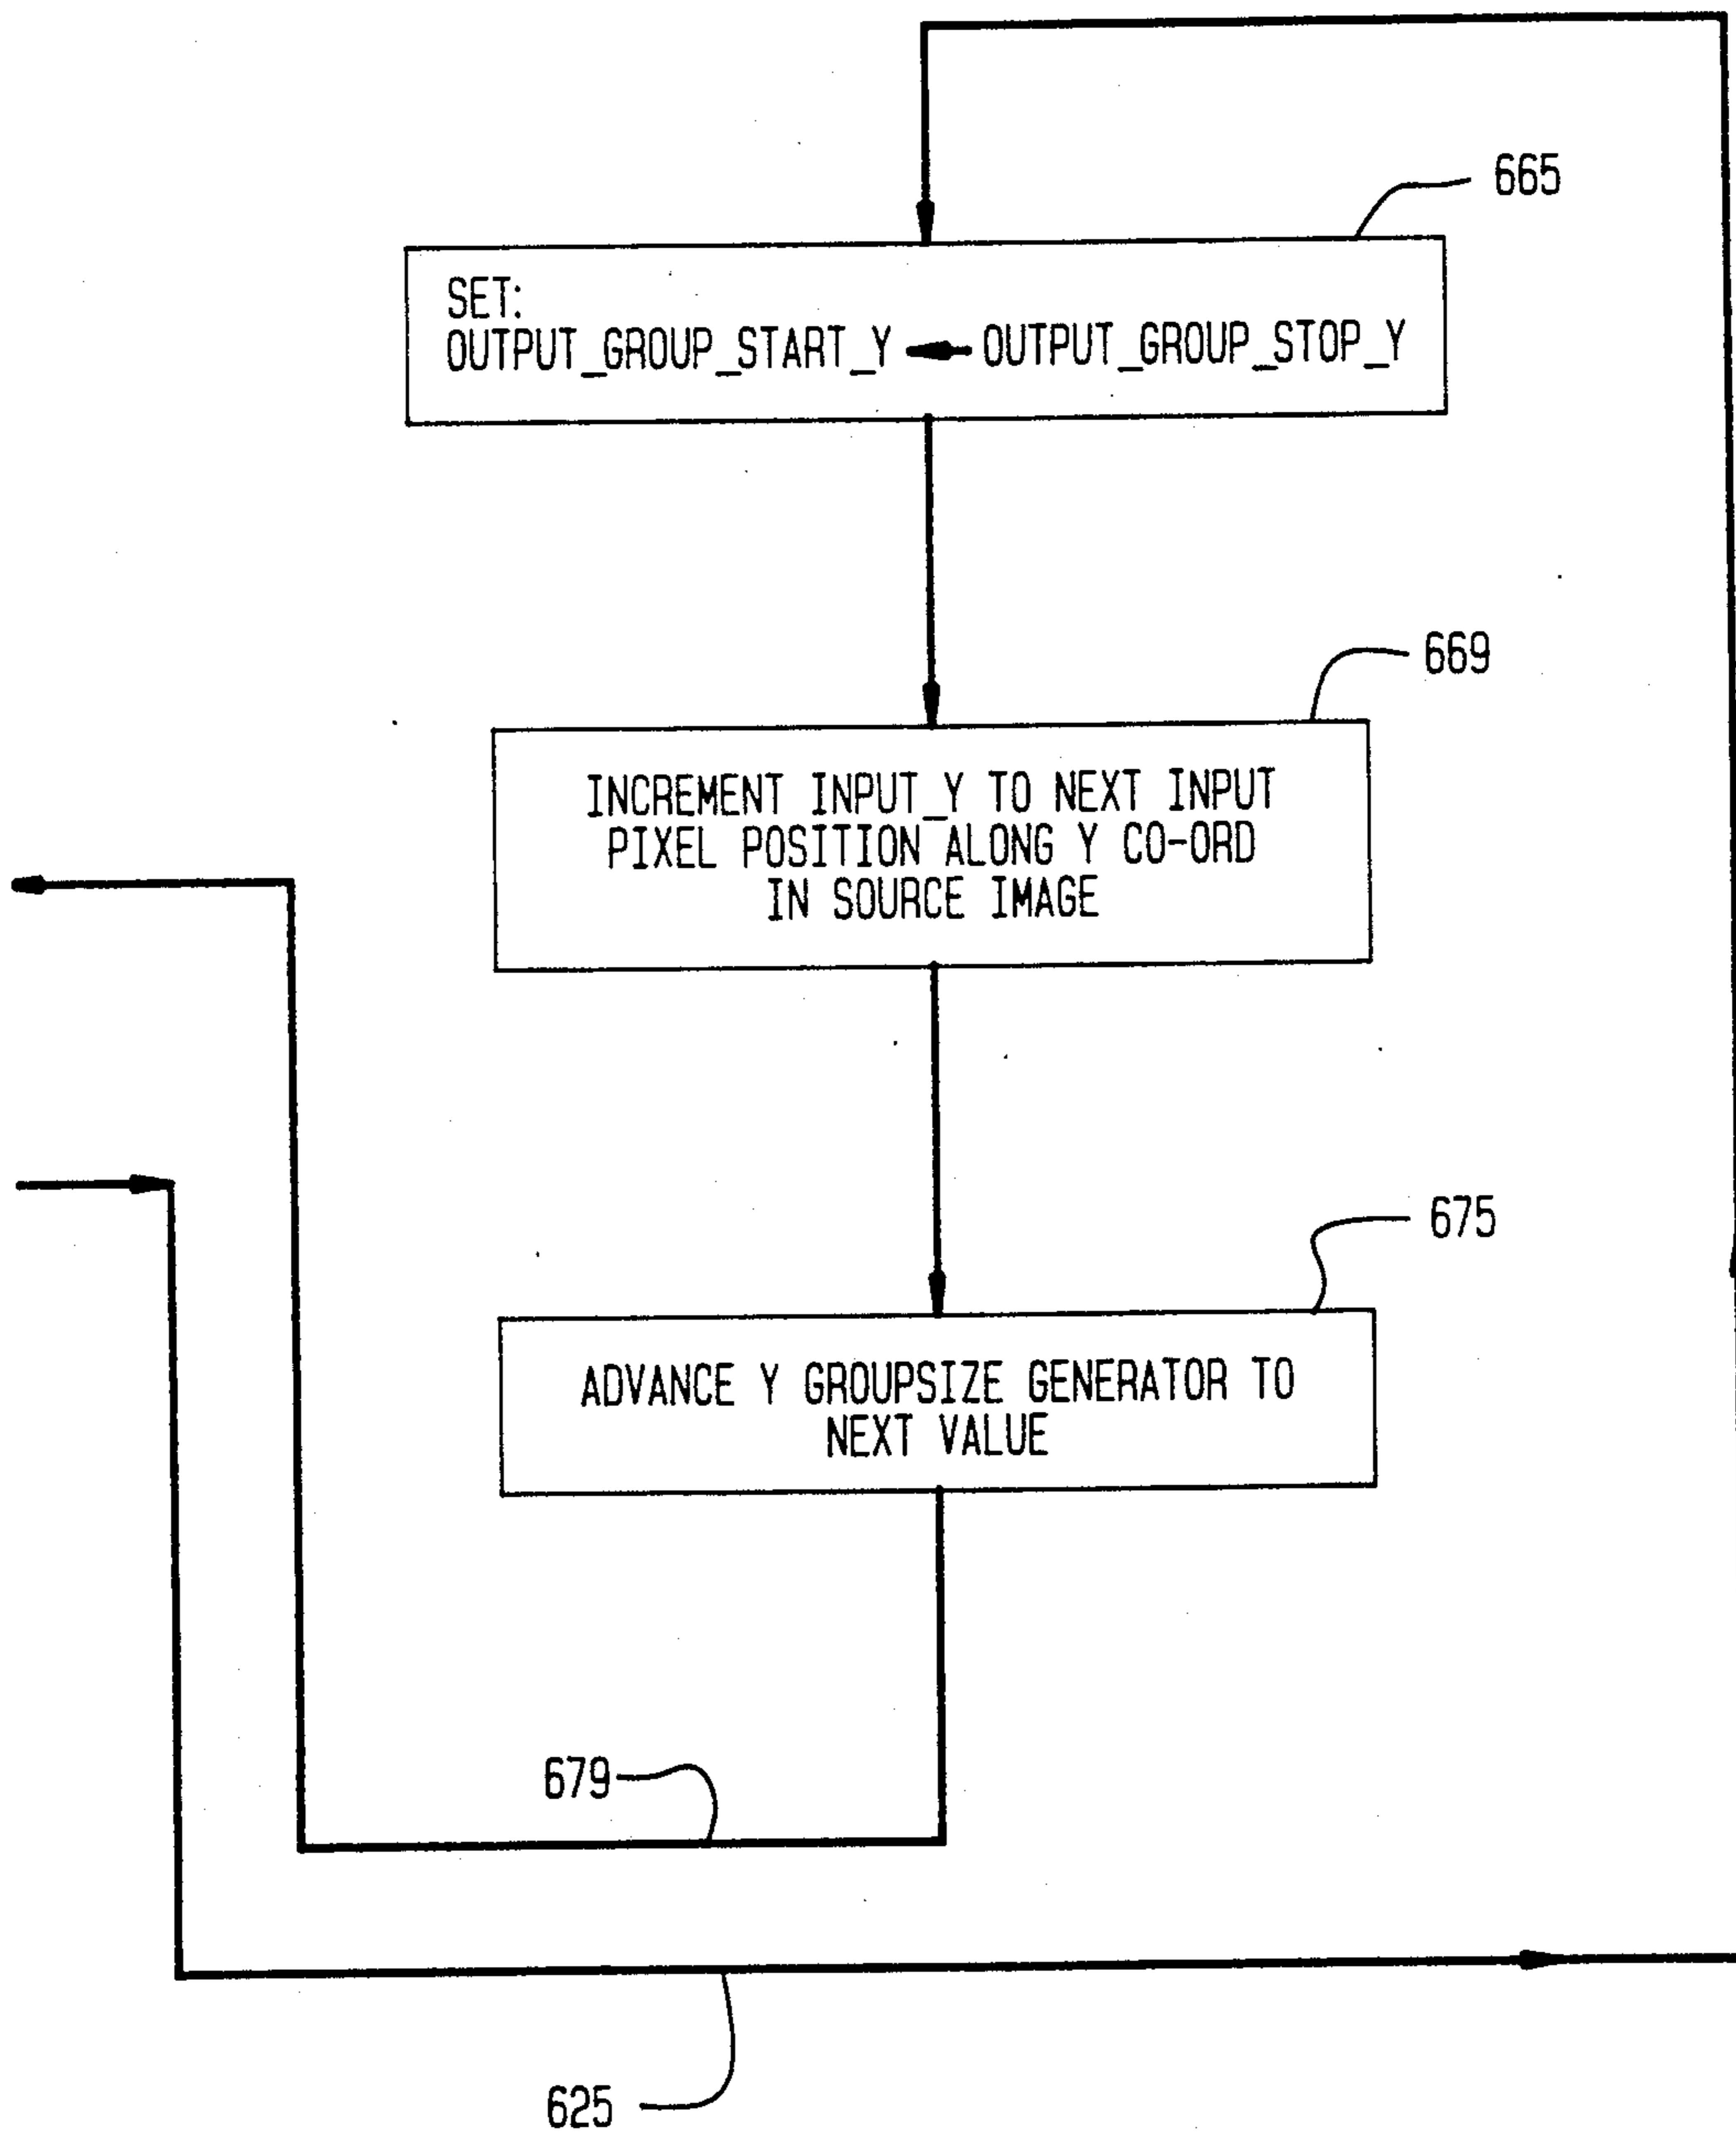 665
SET:
OUTPUT_GROUP_START_Y ← OUTPUT_GROUP_STOP_Y
669
INCREMENT INPUT_Y TO NEXT INPUT
PIXEL POSITION ALONG Y CO-ORD
IN SOURCE IMAGE
675
ADVANCE Y GROUPSIZE GENERATOR TO
NEXT VALUE
679
625